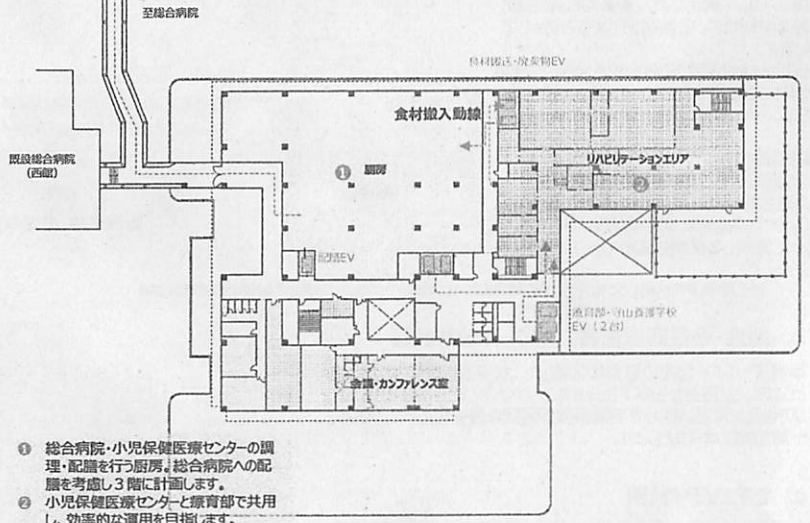 至総合病院
食材搬送・廃棄物EV
食材搬入動線
既設総合病院
(西館)
リハビリテーションエリア
❶ 厨房
❷
配膳EV
療育部・守山養護学校
EV(2台)
会議・カンファレンス室
❶ 総合病院・小児保健医療センターの調
理・配膳を行う厨房。総合病院への配
膳を考慮し3階に計画します。
❷ 小児保健医療センターと療育部で共用
し、効率的な運用を目指します。